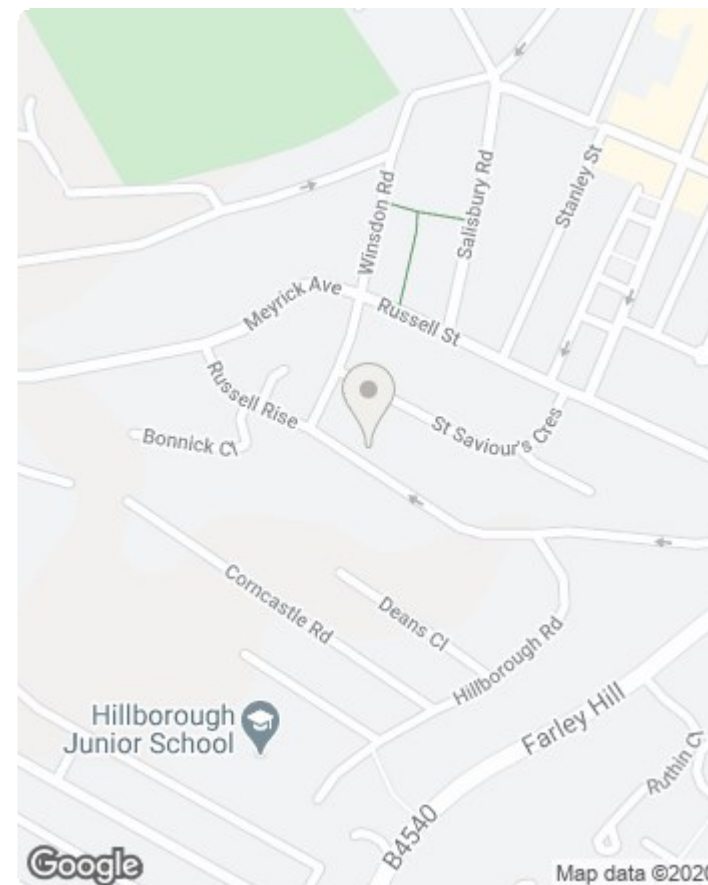 Winsdon Rd
Salisbury Rd
Stanley St
Meyrick Ave
Russell St
Russell Rise
St Saviour's Cres
Bonnick Cl
Corncastle Rd
Deans Cl
Hillborough Rd
Hillborough
Junior School
Farley Hill
Ruthin Cl
B4540
Google
Map data ©2020